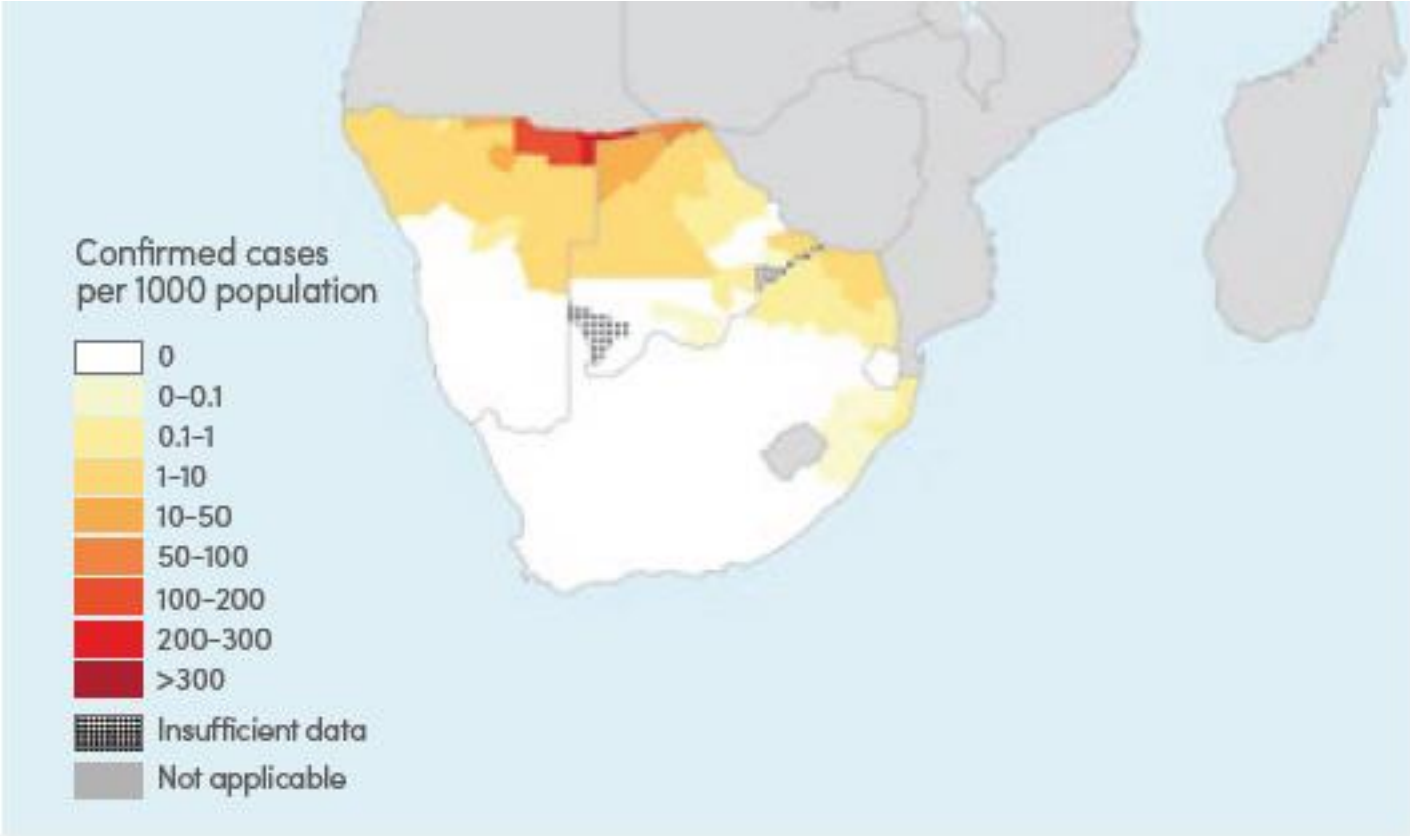 Confirmed cases
per 1000 population
0
0–0.1
0.1–1
1–10
10–50
50–100
100–200
200–300
>300
Insufficient data
Not applicable